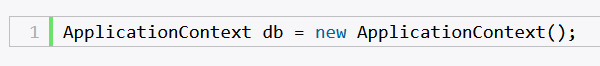 1 ApplicationContext db = new ApplicationContext();